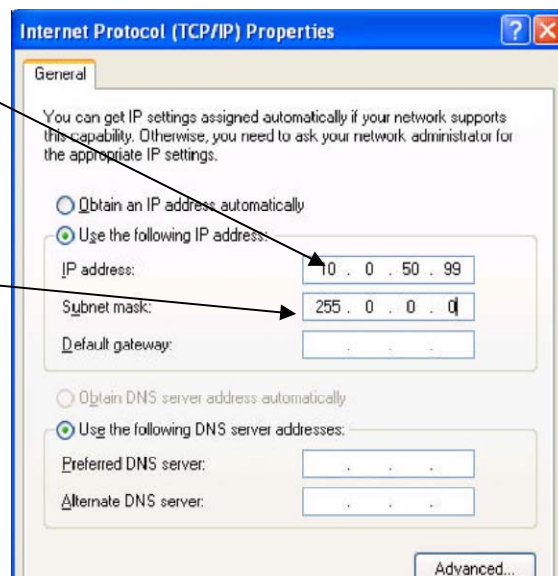 Internet Protocol (TCP/IP) Properties
General
You can get IP settings assigned automatically if your network supports
this capability. Otherwise, you need to ask your network administrator for
the appropriate IP settings.
Obtain an IP address automatically
Use the following IP address:
IP address: 10 . 0 . 50 . 99
Subnet mask: 255 . 0 . 0 . 0
Default gateway: . . .
Obtain DNS server address automatically
Use the following DNS server addresses:
Preferred DNS server: . . .
Alternate DNS server: . . .
Advanced...